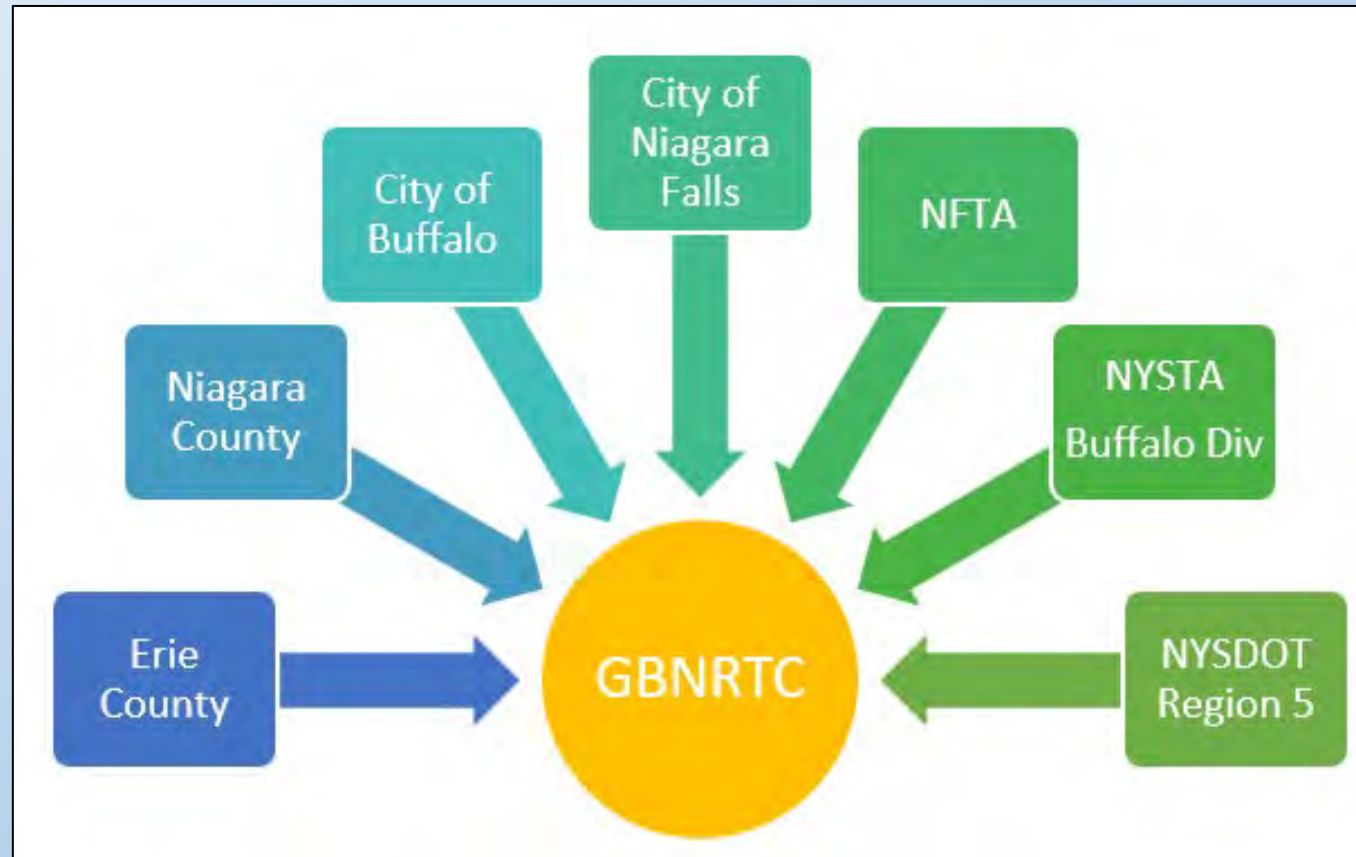 City of
Niagara
Falls
City of
Buffalo
NFTA
Niagara
County
NYSTA
Buffalo Div
Erie
County
GBNRTC
NYSDOT
Region 5